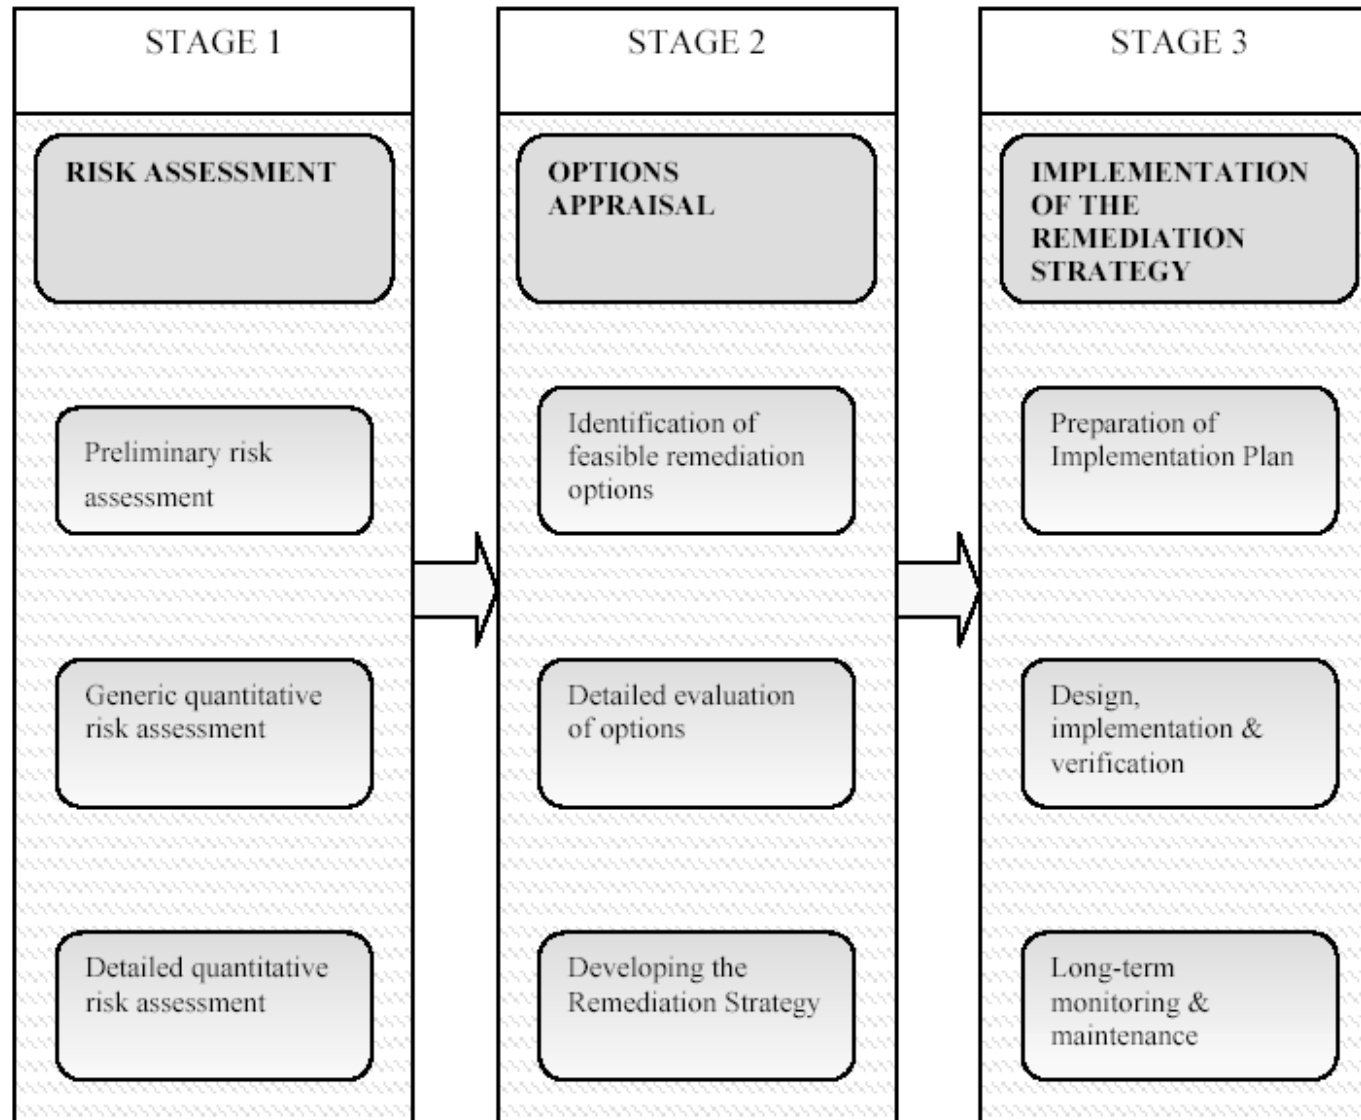 STAGE 1
RISK ASSESSMENT
Preliminary risk
assessment
Generic quantitative
risk assessment
Detailed quantitative
risk assessment
STAGE 2
OPTIONS
APPRAISAL
Identification of
feasible remediation
options
Detailed evaluation
of options
Developing the
Remediation Strategy
STAGE 3
IMPLEMENTATION
OF THE
REMEDIATION
STRATEGY
Preparation of
Implementation Plan
Design,
implementation &
verification
Long-term
monitoring &
maintenance